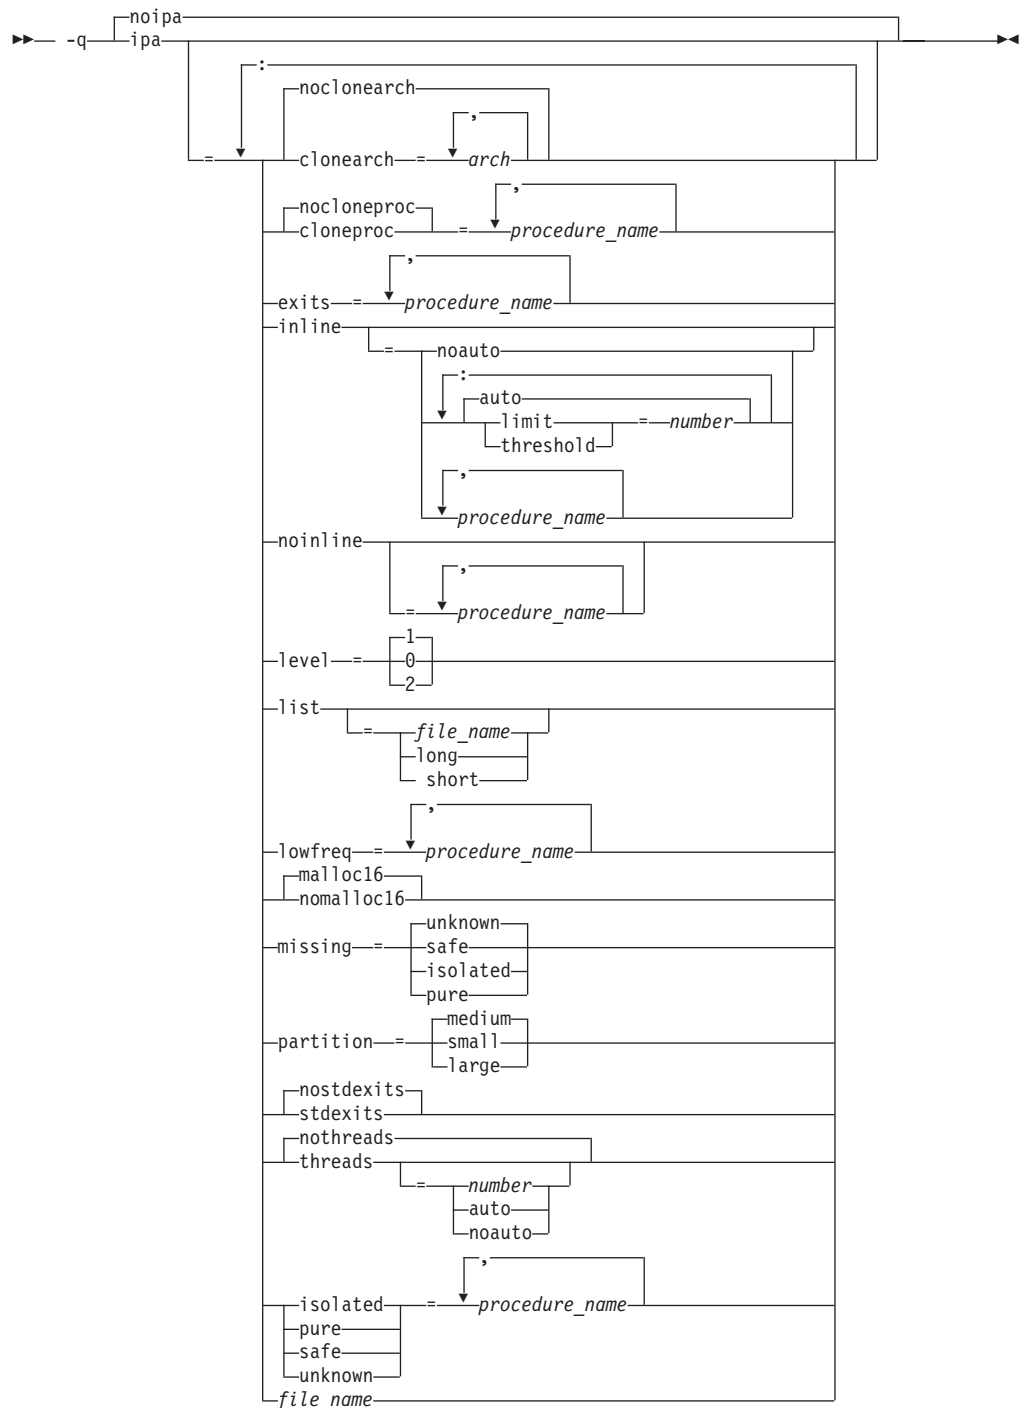 noipa
-q ipa
:
noclonearch
,
= clonearch = arch
,
nocloneproc
cloneproc = procedure_name
,
exits = procedure_name
inline
= noauto
:
auto
limit = number
threshold
,
procedure_name
noinline
,
= procedure_name
1
level = 0
2
list
= file_name
long
short
,
lowfreq = procedure_name
malloc16
nomalloc16
unknown
missing = safe
isolated
pure
medium
partition = small
large
nostdexits
stdexits
nothreads
threads
= number
auto
noauto
,
isolated = procedure_name
pure
safe
unknown
file_name